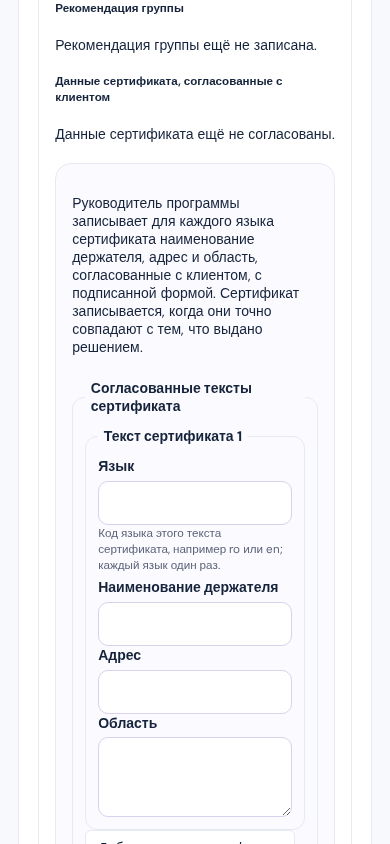 Рекомендация группы
Рекомендация группы ещё не записана.
Данные сертификата, согласованные с
клиентом
Данные сертификата ещё не согласованы.
Руководитель программы
записывает для каждого языка
сертификата наименование
держателя, адрес и область,
согласованные с клиентом, с
подписанной формой. Сертификат
записывается, когда они точно
совпадают с тем, что выдано
решением.
Согласованные тексты
сертификата
Текст сертификата 1
Язык
Код языка этого текста
сертификата, например ro или en;
каждый язык один раз.
Наименование держателя
Адрес
Область